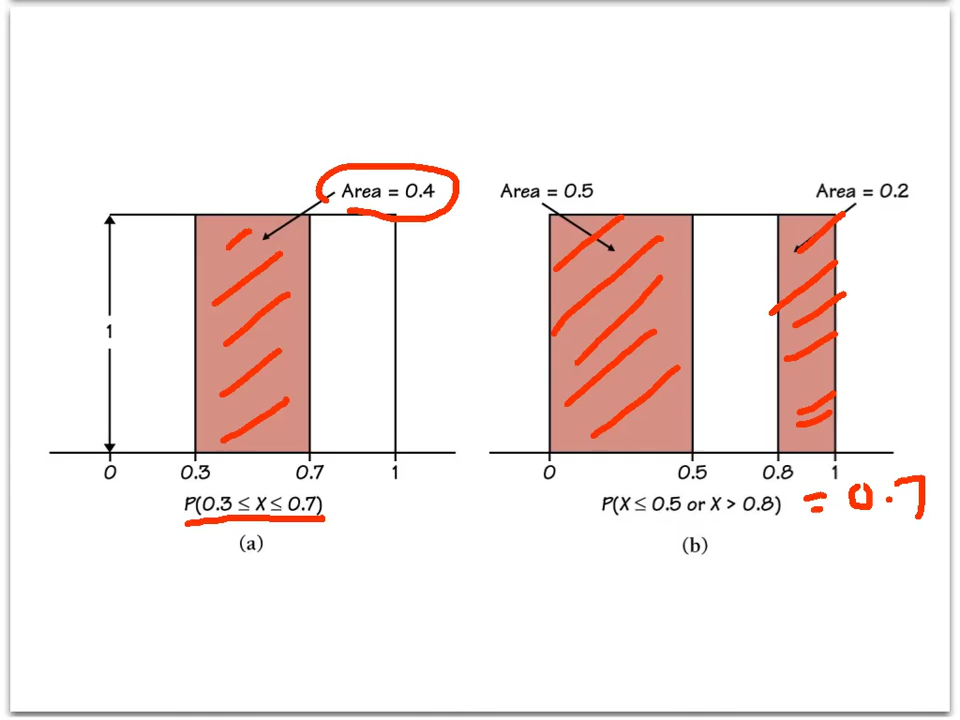 Area = 0.4
1
0 0.3 0.7 1
P(0.3 ≤ X ≤ 0.7)
(a)
Area = 0.5 Area = 0.2
0 0.5 0.8 1
P(X ≤ 0.5 or X > 0.8) = 0.7
(b)